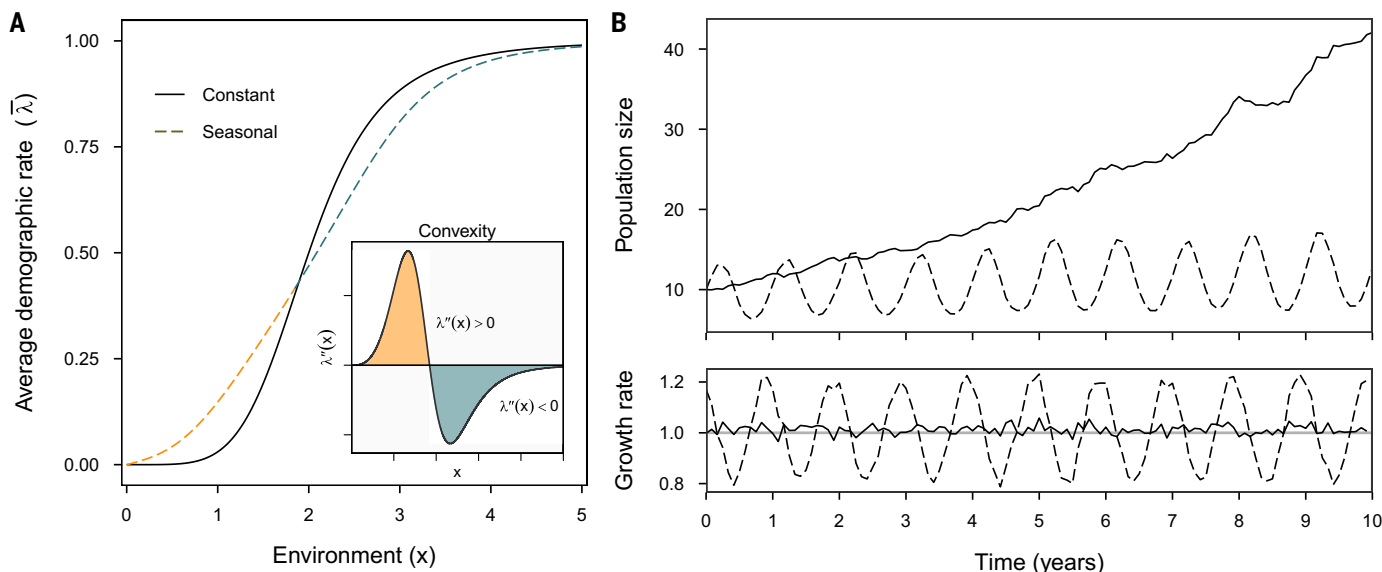 A
Average demographic rate (λ̄)
1.00
0.75
0.50
0.25
0.00
Constant
Seasonal
Convexity
λ″(x)
λ″(x) > 0
λ″(x) < 0
x
0 1 2 3 4 5
Environment (x)
B
Population size
40
30
20
10
Growth rate
1.2
1.0
0.8
0 1 2 3 4 5 6 7 8 9 10
Time (years)